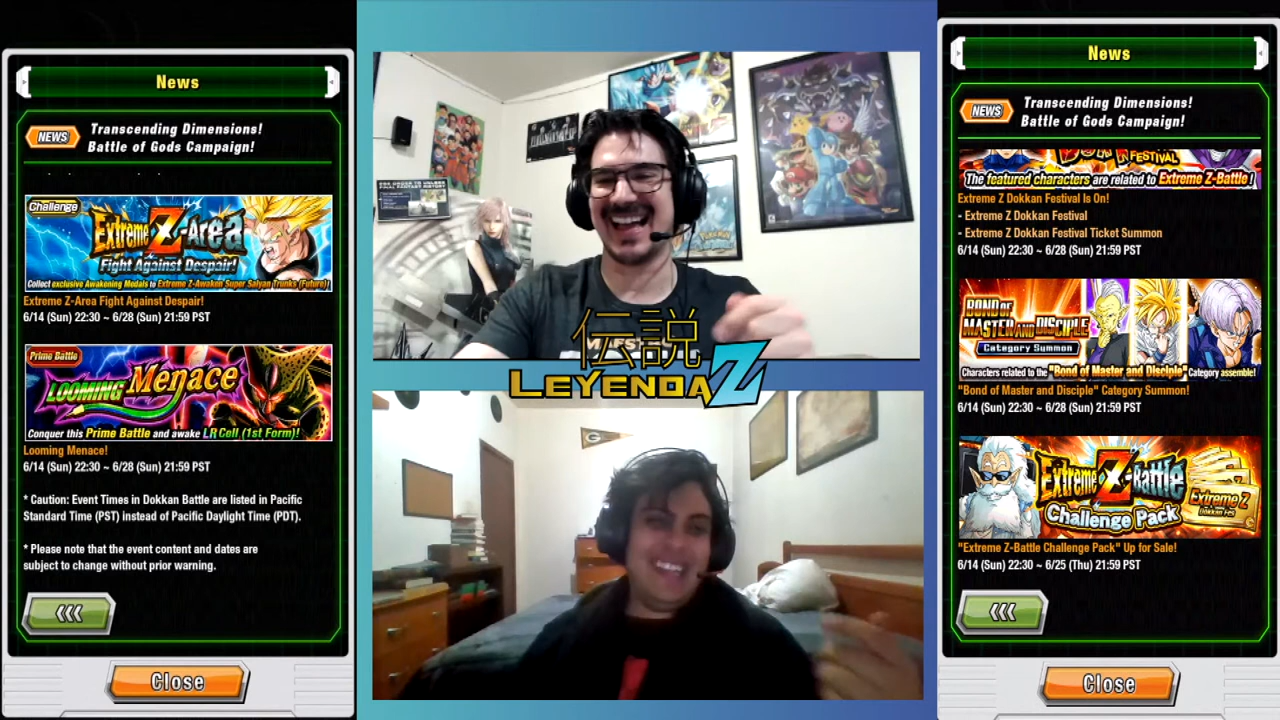 News
NEWS
Transcending Dimensions!
Battle of Gods Campaign!
Challenge
Extreme Z-Area
Fight Against Despair!
Collect exclusive Awakening Medals to Extreme Z-Awaken Super Saiyan Trunks (Future)!
Extreme Z-Area Fight Against Despair!
6/14 (Sun) 22:30 ~ 6/28 (Sun) 21:59 PST
Prime Battle
LOOMING Menace
Conquer this Prime Battle and awake LR Cell (1st Form)!
Looming Menace!
6/14 (Sun) 22:30 ~ 6/28 (Sun) 21:59 PST
* Caution: Event Times in Dokkan Battle are listed in Pacific
Standard Time (PST) instead of Pacific Daylight Time (PDT).
* Please note that the event content and dates are
subject to change without prior warning.
Close
伝説
LEYENDA Z
G
News
NEWS
Transcending Dimensions!
Battle of Gods Campaign!
FESTIVAL
The featured characters are related to Extreme Z-Battle!
Extreme Z Dokkan Festival Is On!
- Extreme Z Dokkan Festival
- Extreme Z Dokkan Festival Ticket Summon
6/14 (Sun) 22:30 ~ 6/28 (Sun) 21:59 PST
BOND OF
MASTER AND DISCIPLE
Category Summon
Characters related to the "Bond of Master and Disciple" Category assemble!
"Bond of Master and Disciple" Category Summon!
6/14 (Sun) 22:30 ~ 6/28 (Sun) 21:59 PST
Extreme Z-Battle
Challenge Pack
Extreme Z
Dokkan Fes
"Extreme Z-Battle Challenge Pack" Up for Sale!
6/14 (Sun) 22:30 ~ 6/25 (Thu) 21:59 PST
Close